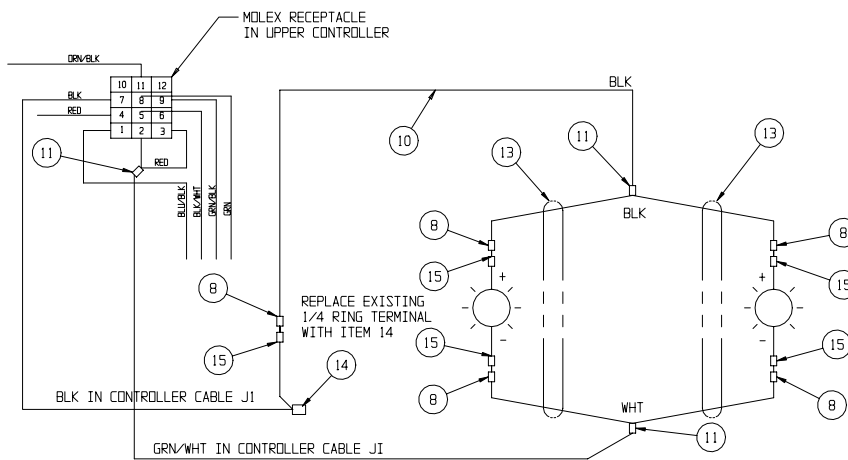 MOLEX RECEPTACLE
IN UPPER CONTROLLER
ORN/BLK
10 11 12
BLK
7 8 9
RED
4 5 6
1 2 3
11
RED
BLU/BLK
BLK/WHT
GRN/BLK
GRN
BLK
10
11
13
13
BLK
8
8
15
15
+
+
8
REPLACE EXISTING
1/4 RING TERMINAL
WITH ITEM 14
-
-
15
15
15
14
8
8
BLK IN CONTROLLER CABLE J1
WHT
11
GRN/WHT IN CONTROLLER CABLE JI